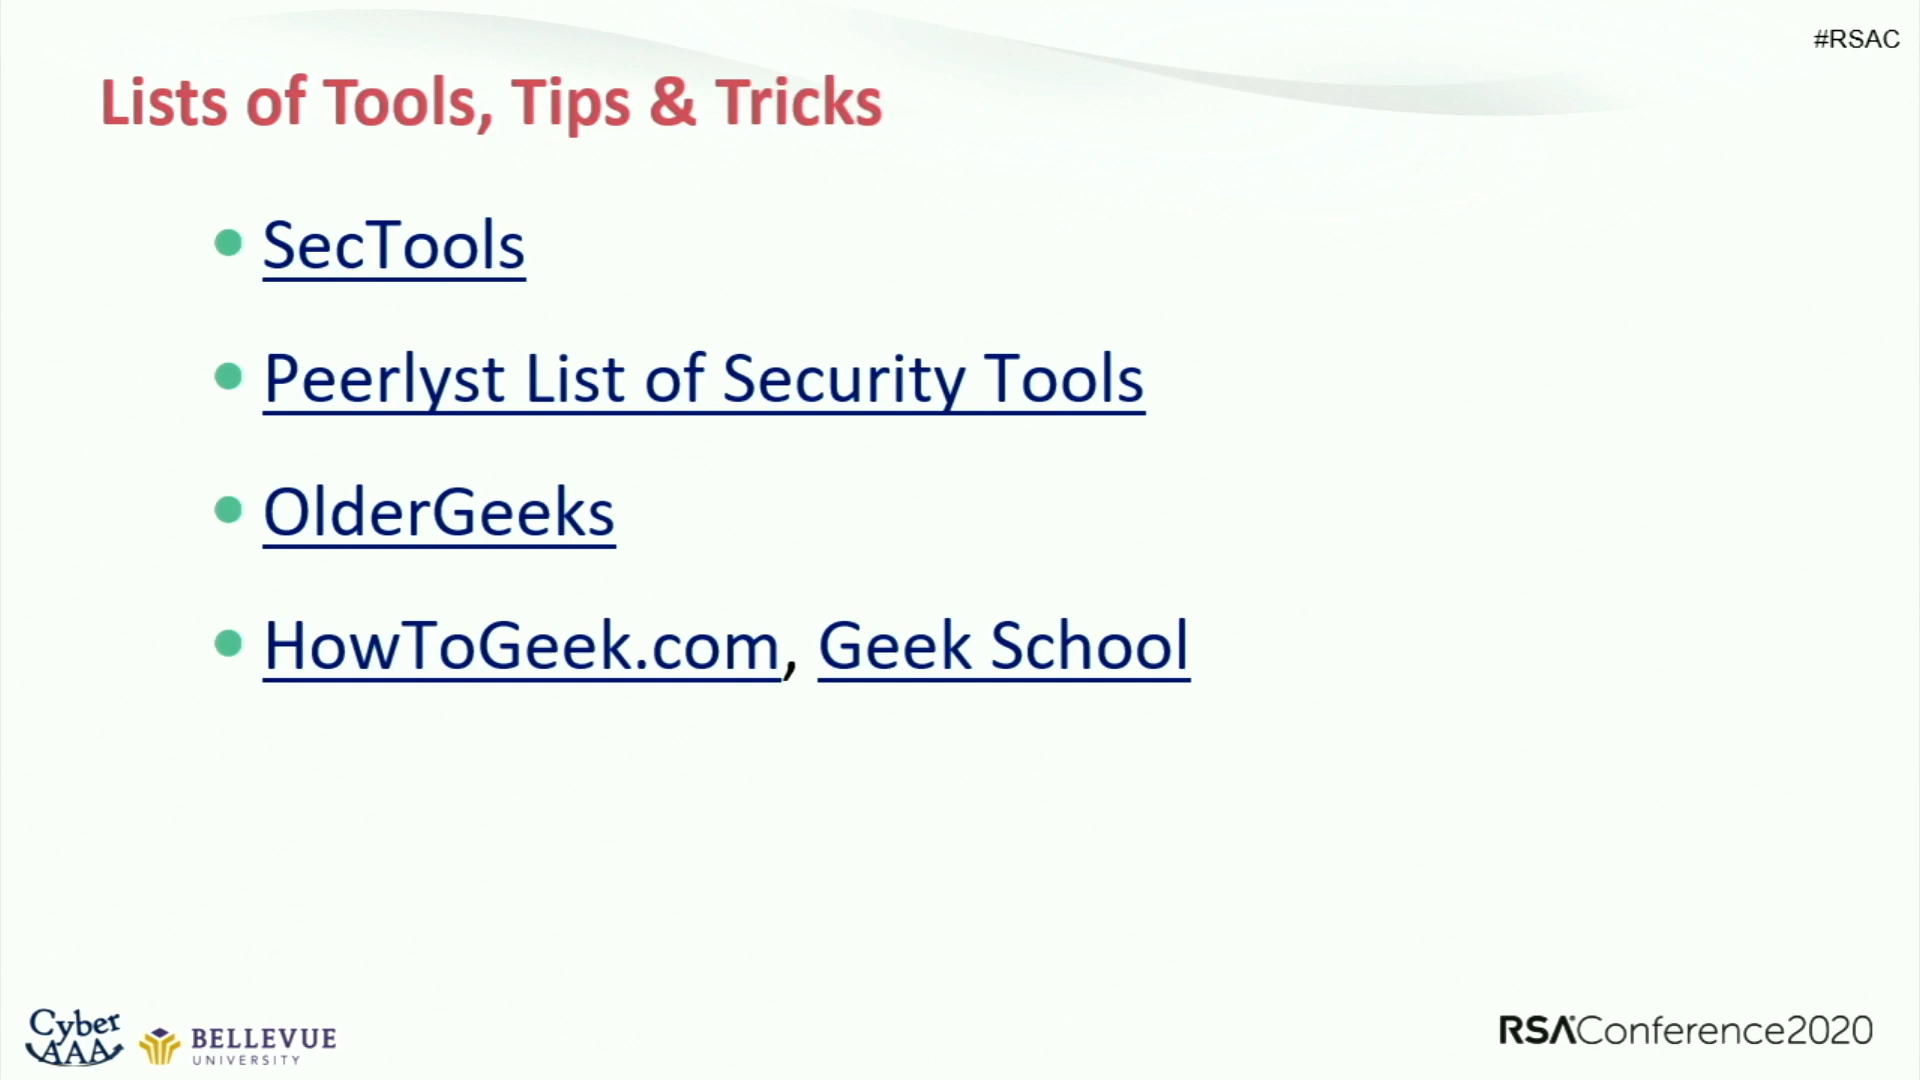 #RSAC
Lists of Tools, Tips & Tricks
SecTools
Peerlyst List of Security Tools
OlderGeeks
HowToGeek.com, Geek School
Cyber
AAA
BELLEVUE
UNIVERSITY
RSAConference2020